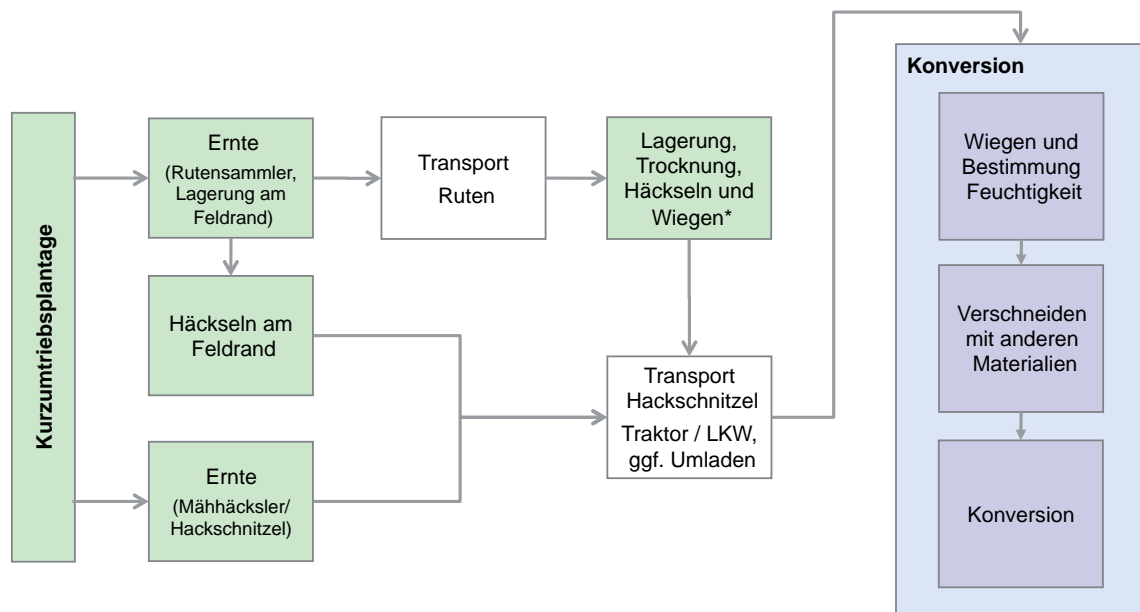 Kurzumtriebsplantage
Ernte
(Rutensammler,
Lagerung am
Feldrand)
Häckseln am
Feldrand
Ernte
(Mähhäcksler/
Hackschnitzel)
Transport
Ruten
Lagerung,
Trocknung,
Häckseln und
Wiegen*
Transport
Hackschnitzel
Traktor / LKW,
ggf. Umladen
Konversion
Wiegen und
Bestimmung
Feuchtigkeit
Verschneiden
mit anderen
Materialien
Konversion